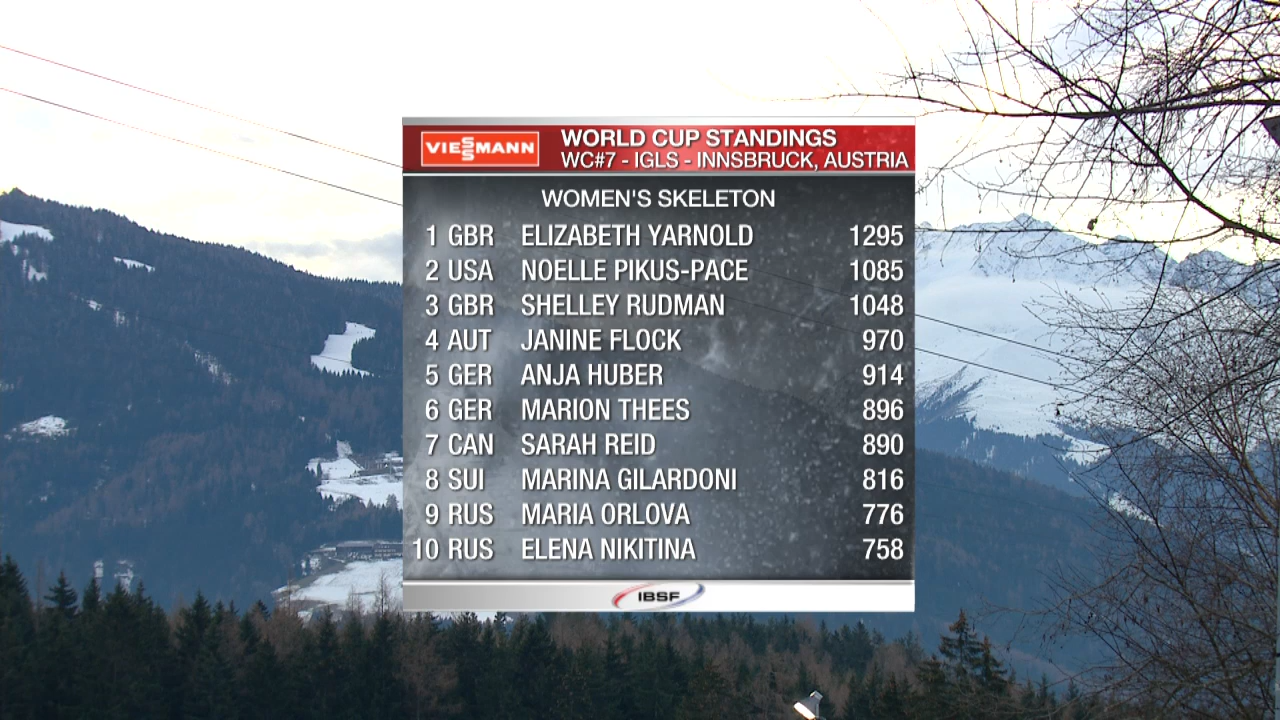 VIESSMANN
WORLD CUP STANDINGS
WC#7 - IGLS - INNSBRUCK, AUSTRIA
WOMEN'S SKELETON
1 GBR ELIZABETH YARNOLD 1295
2 USA NOELLE PIKUS-PACE 1085
3 GBR SHELLEY RUDMAN 1048
4 AUT JANINE FLOCK 970
5 GER ANJA HUBER 914
6 GER MARION THEES 896
7 CAN SARAH REID 890
8 SUI MARINA GILARDONI 816
9 RUS MARIA ORLOVA 776
10 RUS ELENA NIKITINA 758
IBSF